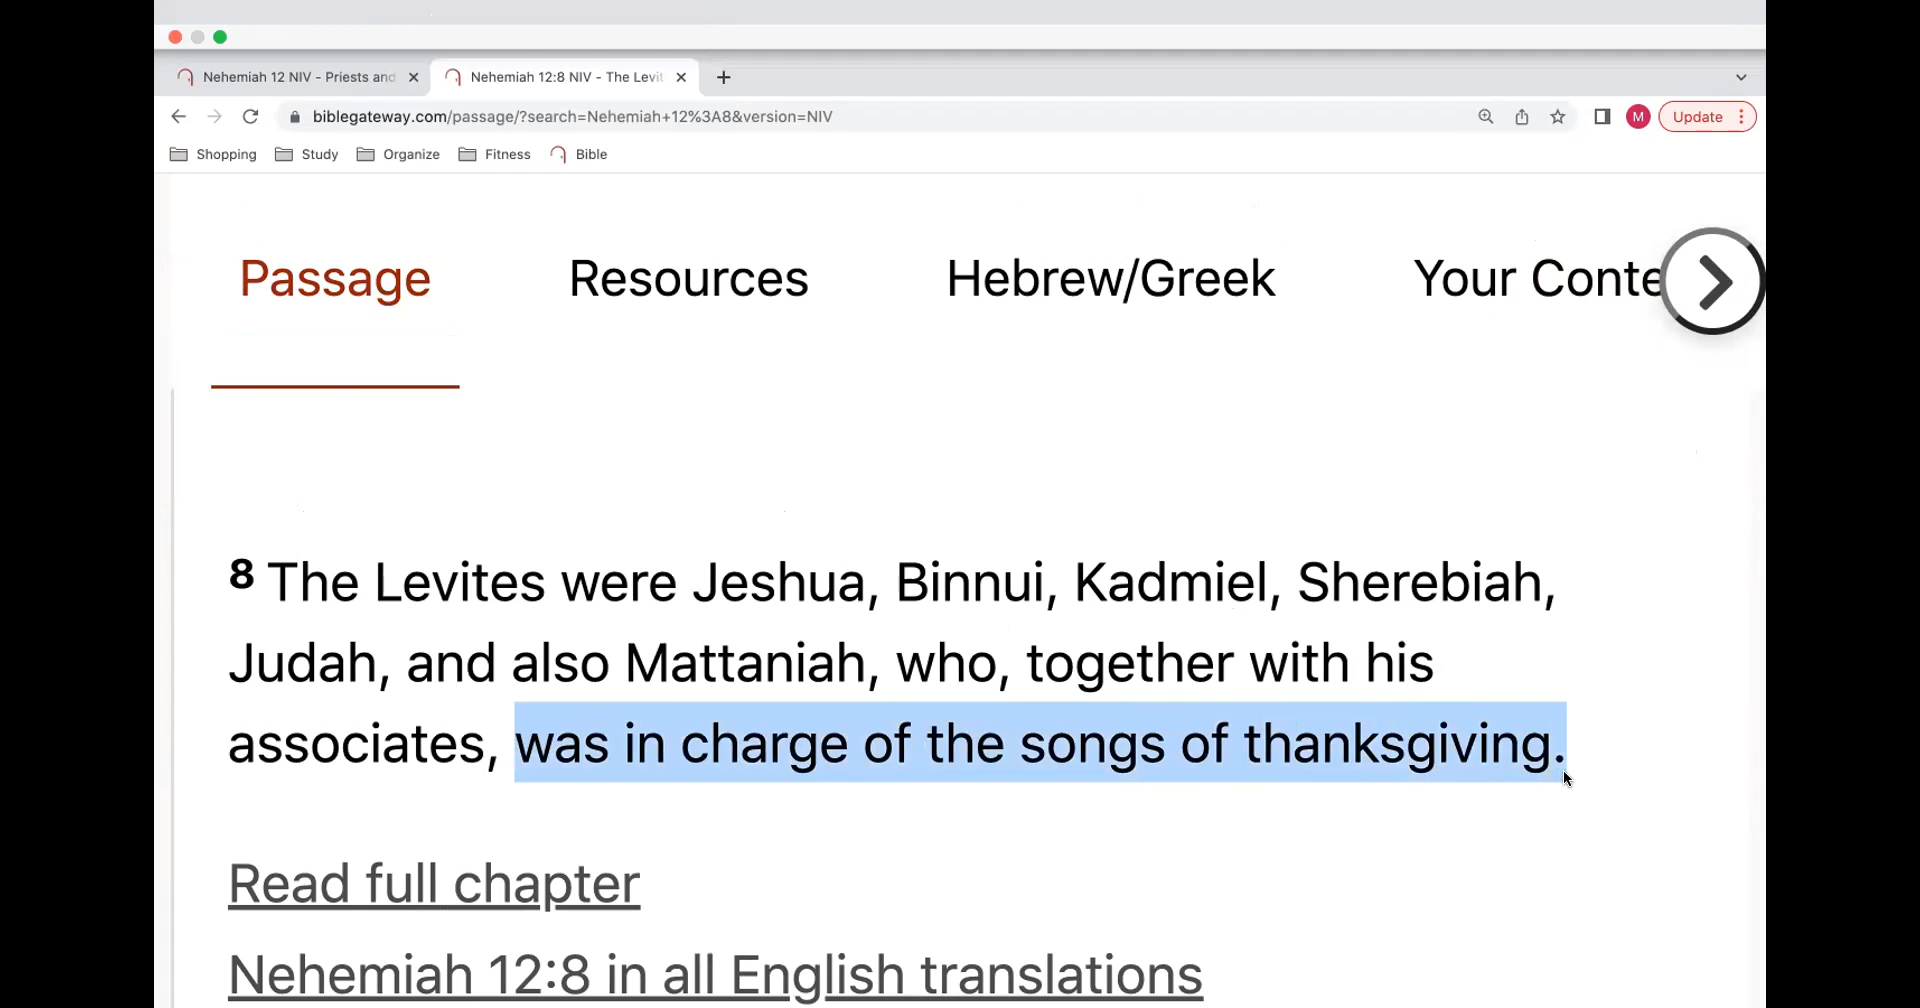 Nehemiah 12 NIV - Priests and
Nehemiah 12:8 NIV - The Levit
biblegateway.com/passage/?search=Nehemiah+12%3A8&version=NIV
M
Update
Shopping
Study
Organize
Fitness
Bible
Passage
Resources
Hebrew/Greek
Your Conte
8 The Levites were Jeshua, Binnui, Kadmiel, Sherebiah,
Judah, and also Mattaniah, who, together with his
associates, was in charge of the songs of thanksgiving.
Read full chapter
Nehemiah 12:8 in all English translations